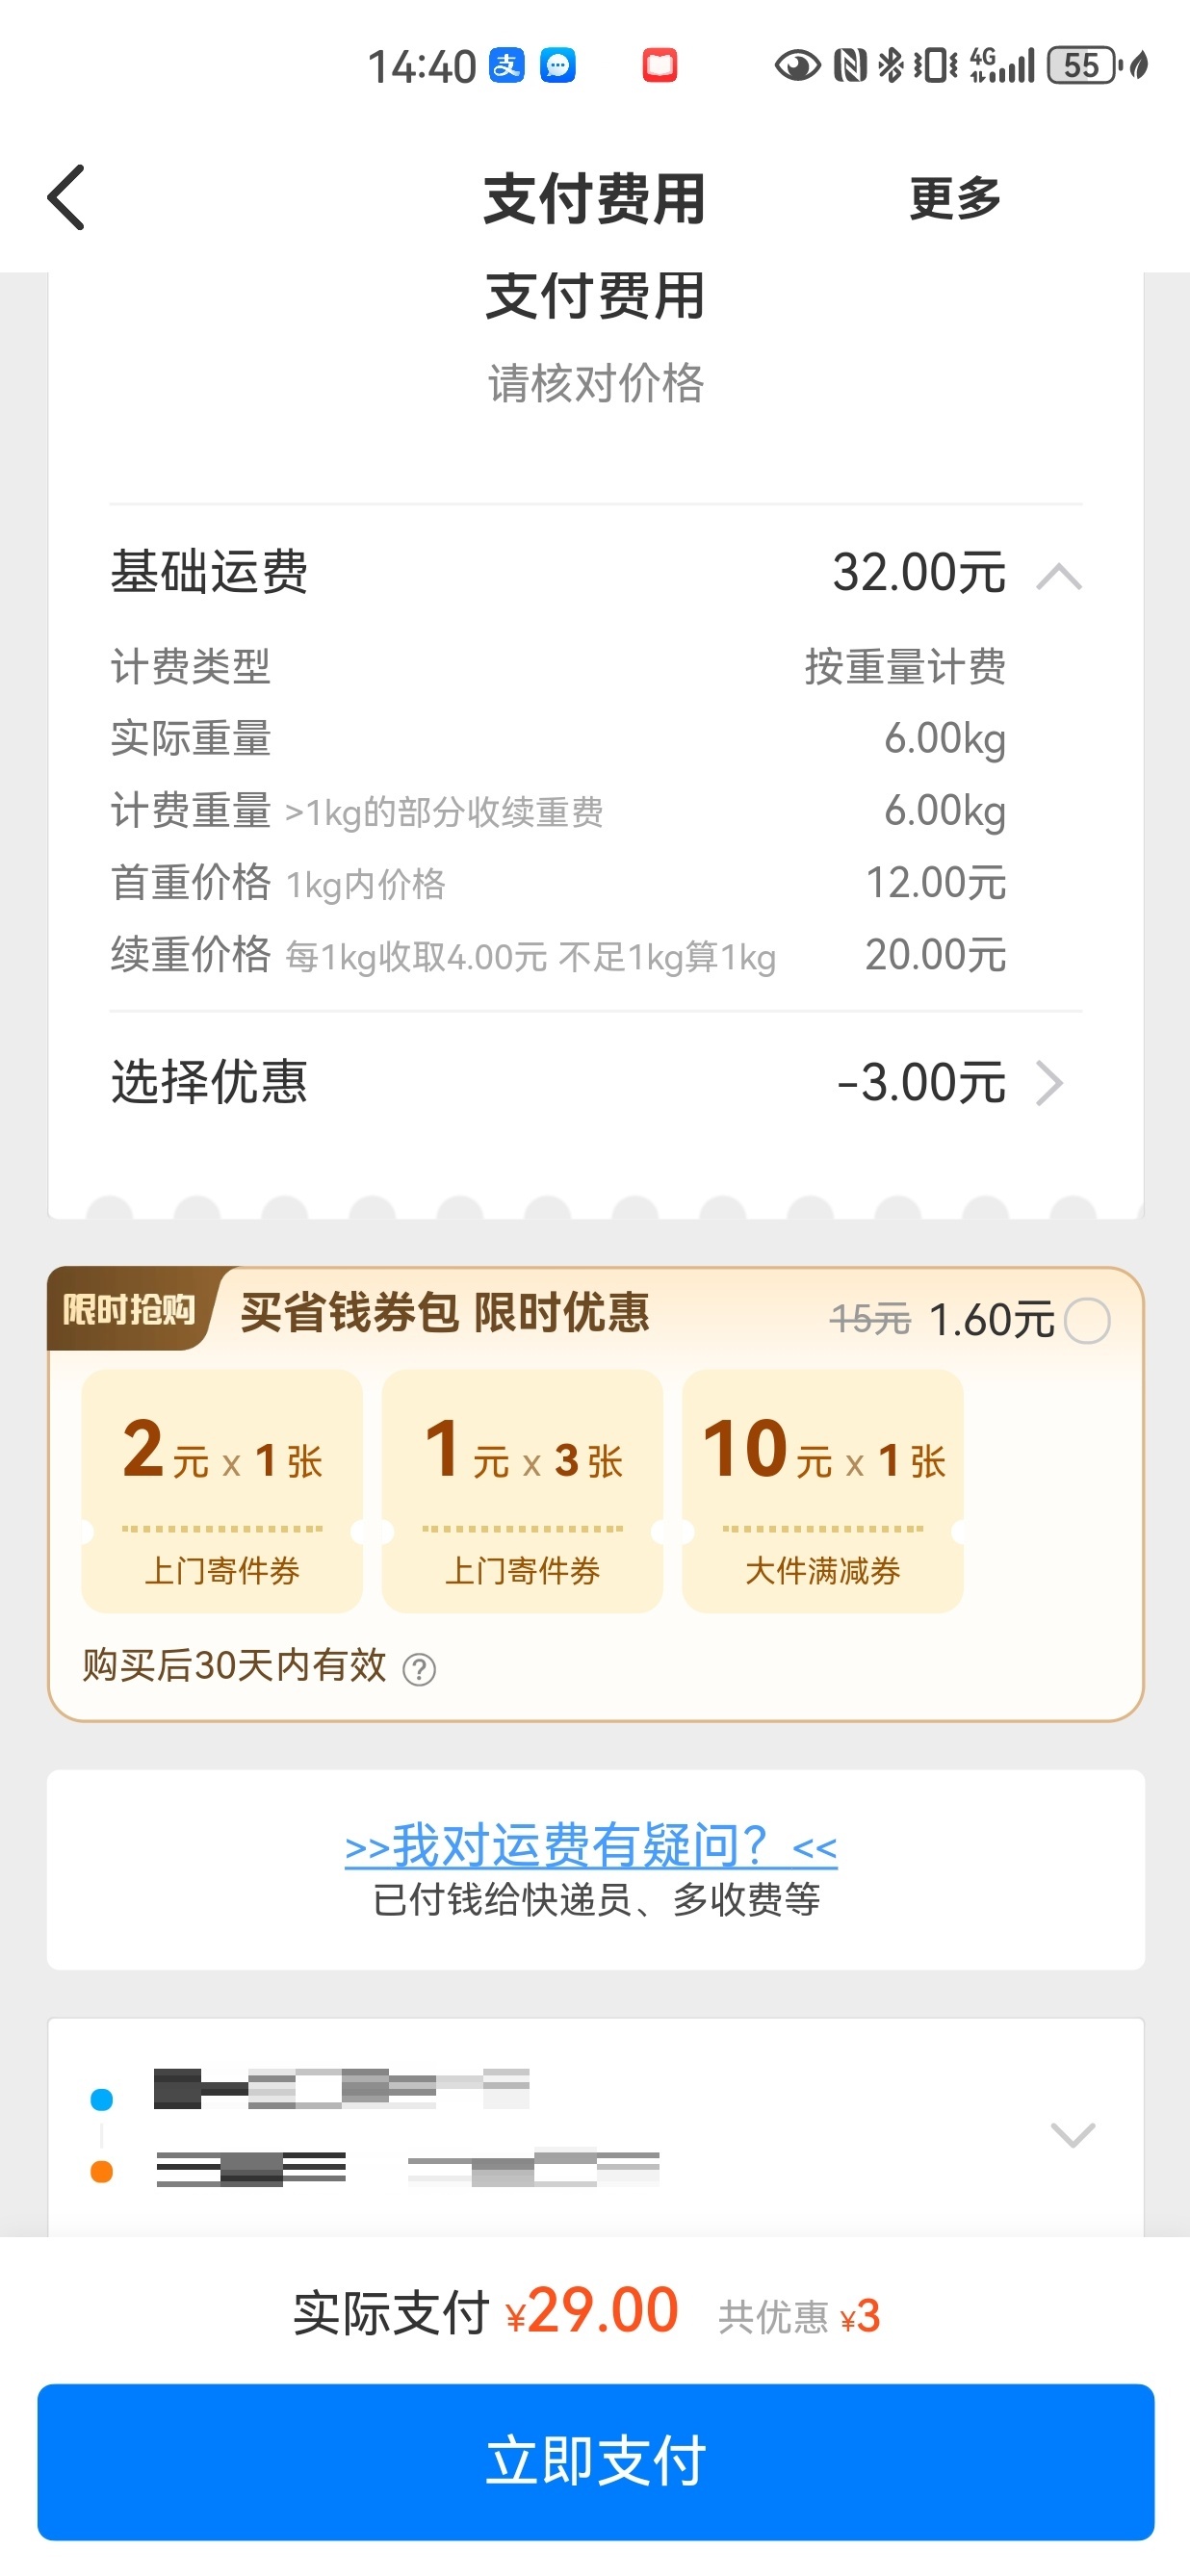 14:40 支 4G 55
支付费用 更多
支付费用
请核对价格
基础运费 32.00元
计费类型 按重量计费
实际重量 6.00kg
计费重量 >1kg的部分收续重费 6.00kg
首重价格 1kg内价格 12.00元
续重价格 每1kg收取4.00元 不足1kg算1kg 20.00元
选择优惠 -3.00元
限时抢购 买省钱券包 限时优惠 15元 1.60元
2元 x 1张 1元 x 3张 10元 x 1张
上门寄件券 上门寄件券 大件满减券
购买后30天内有效 ?
>>我对运费有疑问？<<
已付钱给快递员、多收费等
实际支付 ¥29.00 共优惠 ¥3
立即支付